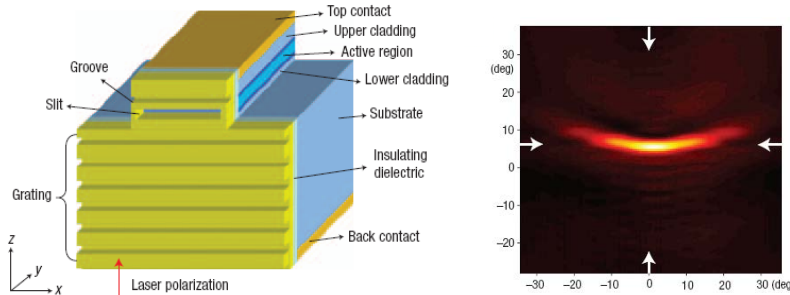 Top contact
Upper cladding
Active region
Lower cladding
Groove
Slit
Substrate
Insulating
dielectric
Grating
Back contact
z
y
x
Laser polarization
30
(deg)
20
10
0
−10
−20
−30
−20
−10
0
10
20
30 (deg